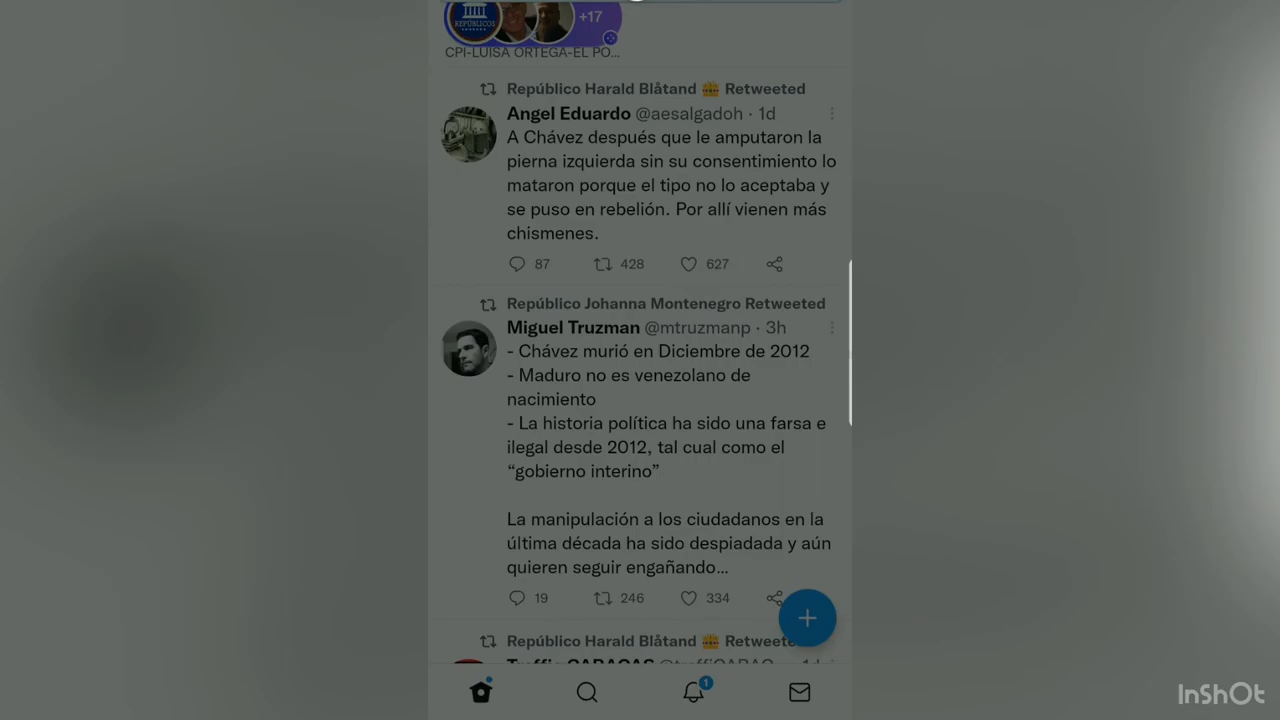 REPÚBLICOS
+17
CPI-LUISA ORTEGA-EL PO...
Repúblico Harald Blåtand 👑 Retweeted
Angel Eduardo @aesalgadoh · 1d
A Chávez después que le amputaron la
pierna izquierda sin su consentimiento lo
mataron porque el tipo no lo aceptaba y
se puso en rebelión. Por allí vienen más
chismenes.
87 428 627
Repúblico Johanna Montenegro Retweeted
Miguel Truzman @mtruzmanp · 3h
- Chávez murió en Diciembre de 2012
- Maduro no es venezolano de
nacimiento
- La historia política ha sido una farsa e
ilegal desde 2012, tal cual como el
“gobierno interino”
La manipulación a los ciudadanos en la
última década ha sido despiadada y aún
quieren seguir engañando...
19 246 334
Repúblico Harald Blåtand 👑 Retweete
1
InShOt